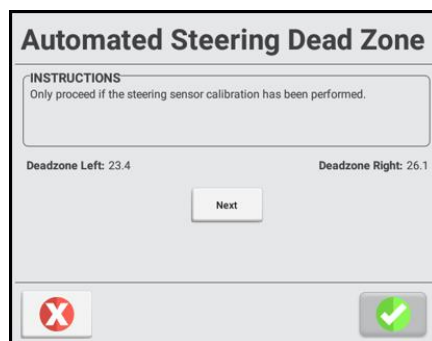 Automated Steering Dead Zone
INSTRUCTIONS
Only proceed if the steering sensor calibration has been performed.
Deadzone Left: 23.4 Deadzone Right: 26.1
Next